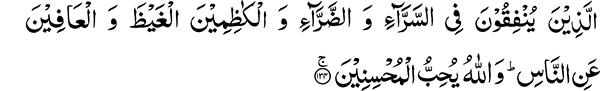 الَّذِيْنَ يُنْفِقُوْنَ فِي السَّرَّآءِ وَ الضَّرَّآءِ وَ الْكٰظِمِيْنَ الْغَيْظَ وَ الْعَافِيْنَ
عَنِ النَّاسِ ؕ وَ اللّٰهُ يُحِبُّ الْمُحْسِنِيْنَ ۚ ﴿۱۳۴﴾